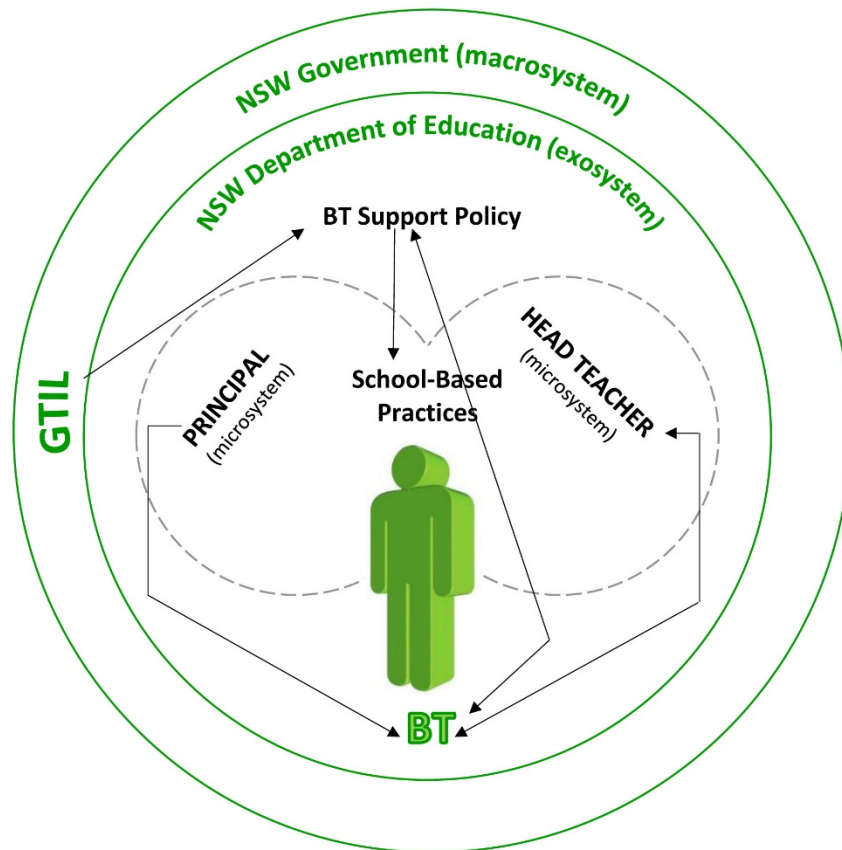 NSW Government (macrosystem)
NSW Department of Education (exosystem)
BT Support Policy
GTIL
PRINCIPAL
(microsystem)
School-Based
Practices
HEAD TEACHER
(microsystem)
BT